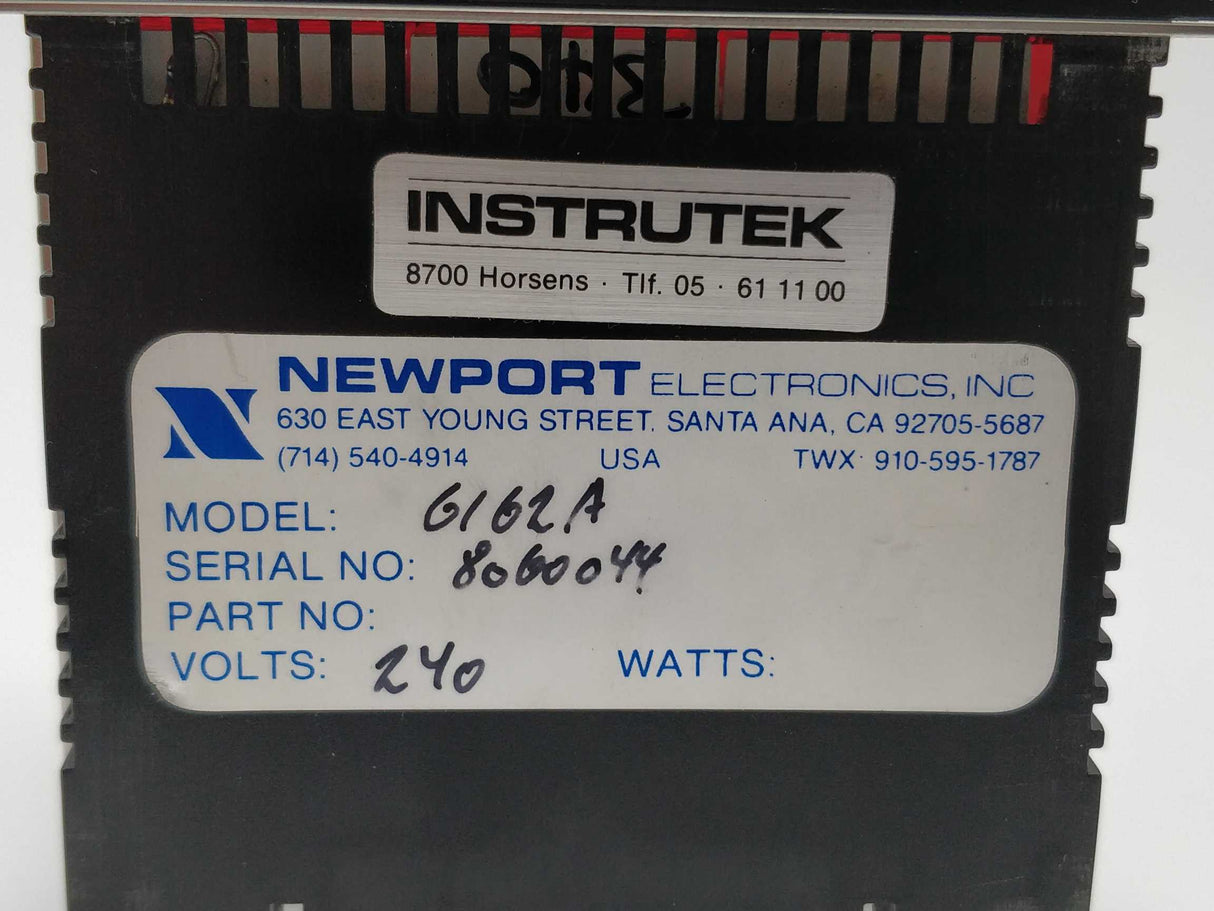 INSTRUTEK
8700 Horsens · Tlf. 05 · 61 11 00
NEWPORT ELECTRONICS, INC
630 EAST YOUNG STREET. SANTA ANA, CA 92705-5687
(714) 540-4914 USA TWX· 910-595-1787
MODEL: 6162A
SERIAL NO: 8060044
PART NO:
VOLTS: 240 WATTS: